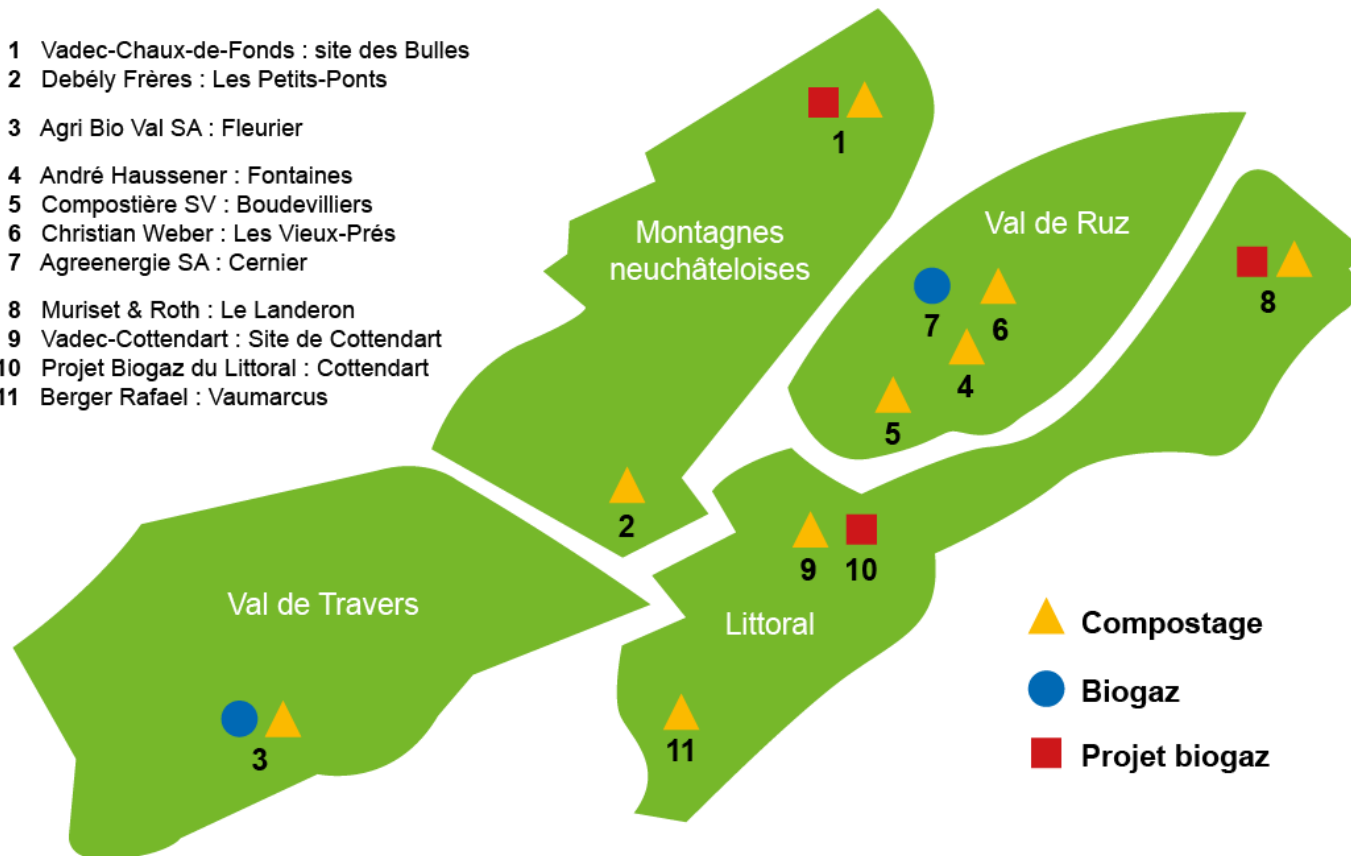 1 Vadec-Chaux-de-Fonds : site des Bulles
2 Debély Frères : Les Petits-Ponts
3 Agri Bio Val SA : Fleurier
4 André Haussener : Fontaines
5 Compostière SV : Boudevilliers
6 Christian Weber : Les Vieux-Prés
7 Agreenergie SA : Cernier
8 Muriset & Roth : Le Landeron
9 Vadec-Cottendart : Site de Cottendart
10 Projet Biogaz du Littoral : Cottendart
11 Berger Rafael : Vaumarcus
1
Montagnes
neuchâteloises
2
Val de Ruz
7
6
4
5
8
9
10
Littoral
11
Val de Travers
3
Compostage
Biogaz
Projet biogaz